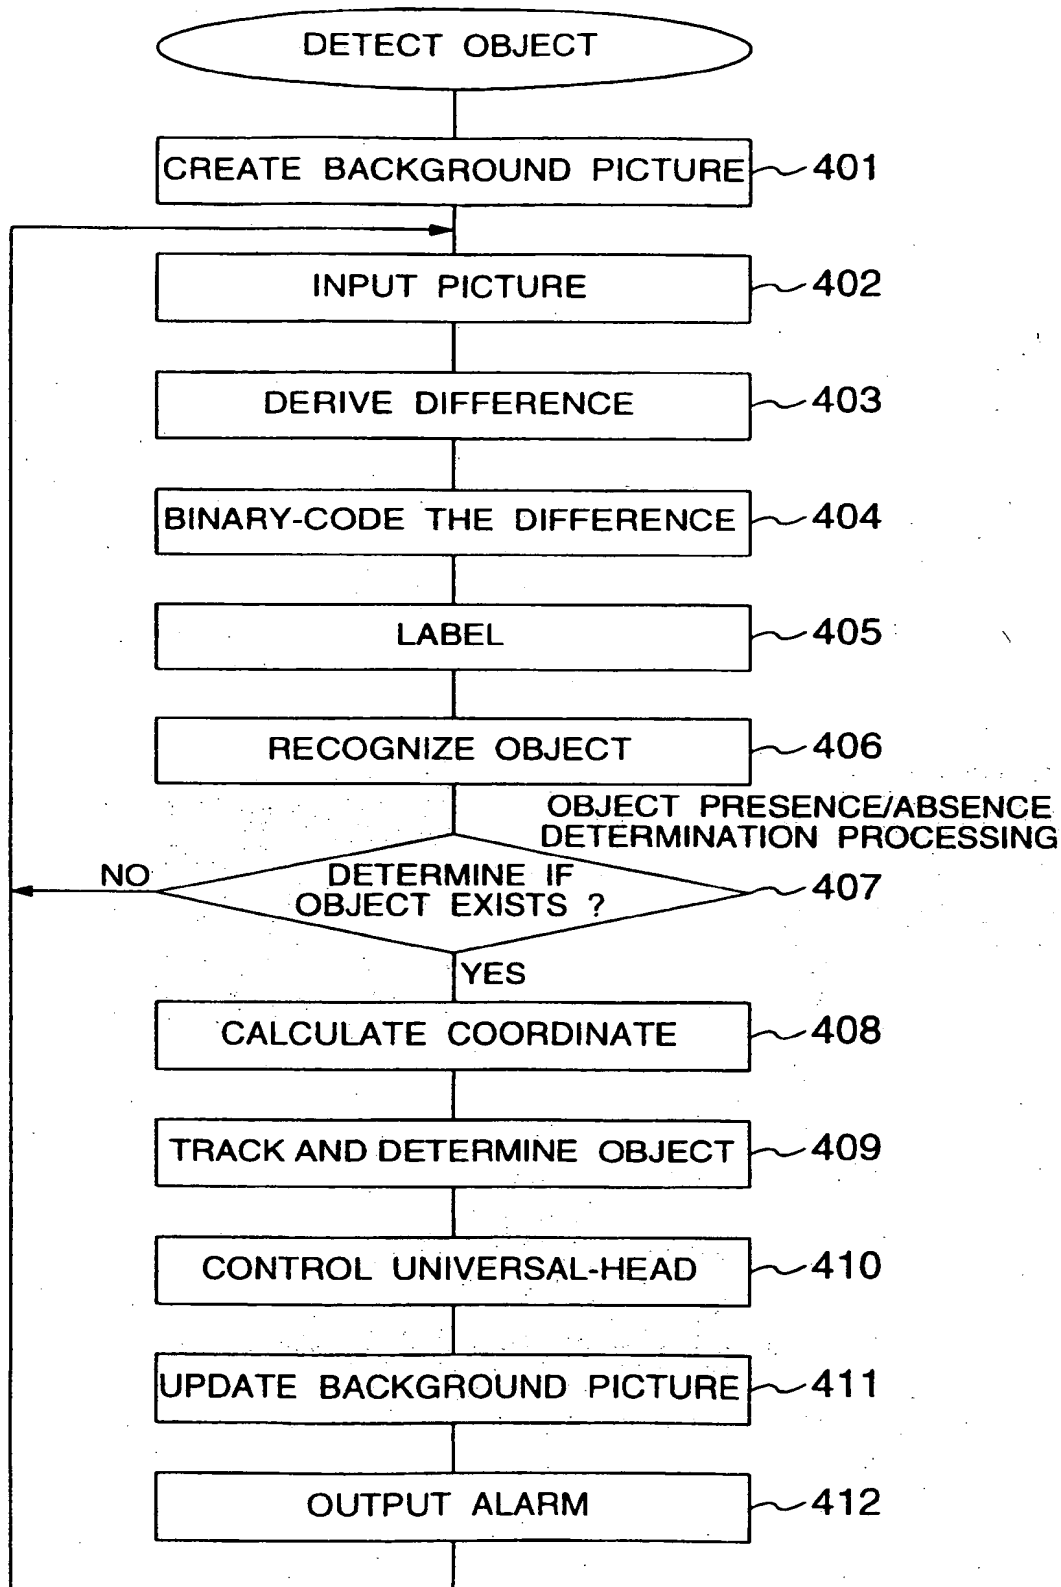 DETECT OBJECT
CREATE BACKGROUND PICTURE 401
INPUT PICTURE 402
DERIVE DIFFERENCE 403
BINARY-CODE THE DIFFERENCE 404
LABEL 405
RECOGNIZE OBJECT 406
OBJECT PRESENCE/ABSENCE
DETERMINATION PROCESSING
NO DETERMINE IF
OBJECT EXISTS ? 407
YES
CALCULATE COORDINATE 408
TRACK AND DETERMINE OBJECT 409
CONTROL UNIVERSAL-HEAD 410
UPDATE BACKGROUND PICTURE 411
OUTPUT ALARM 412